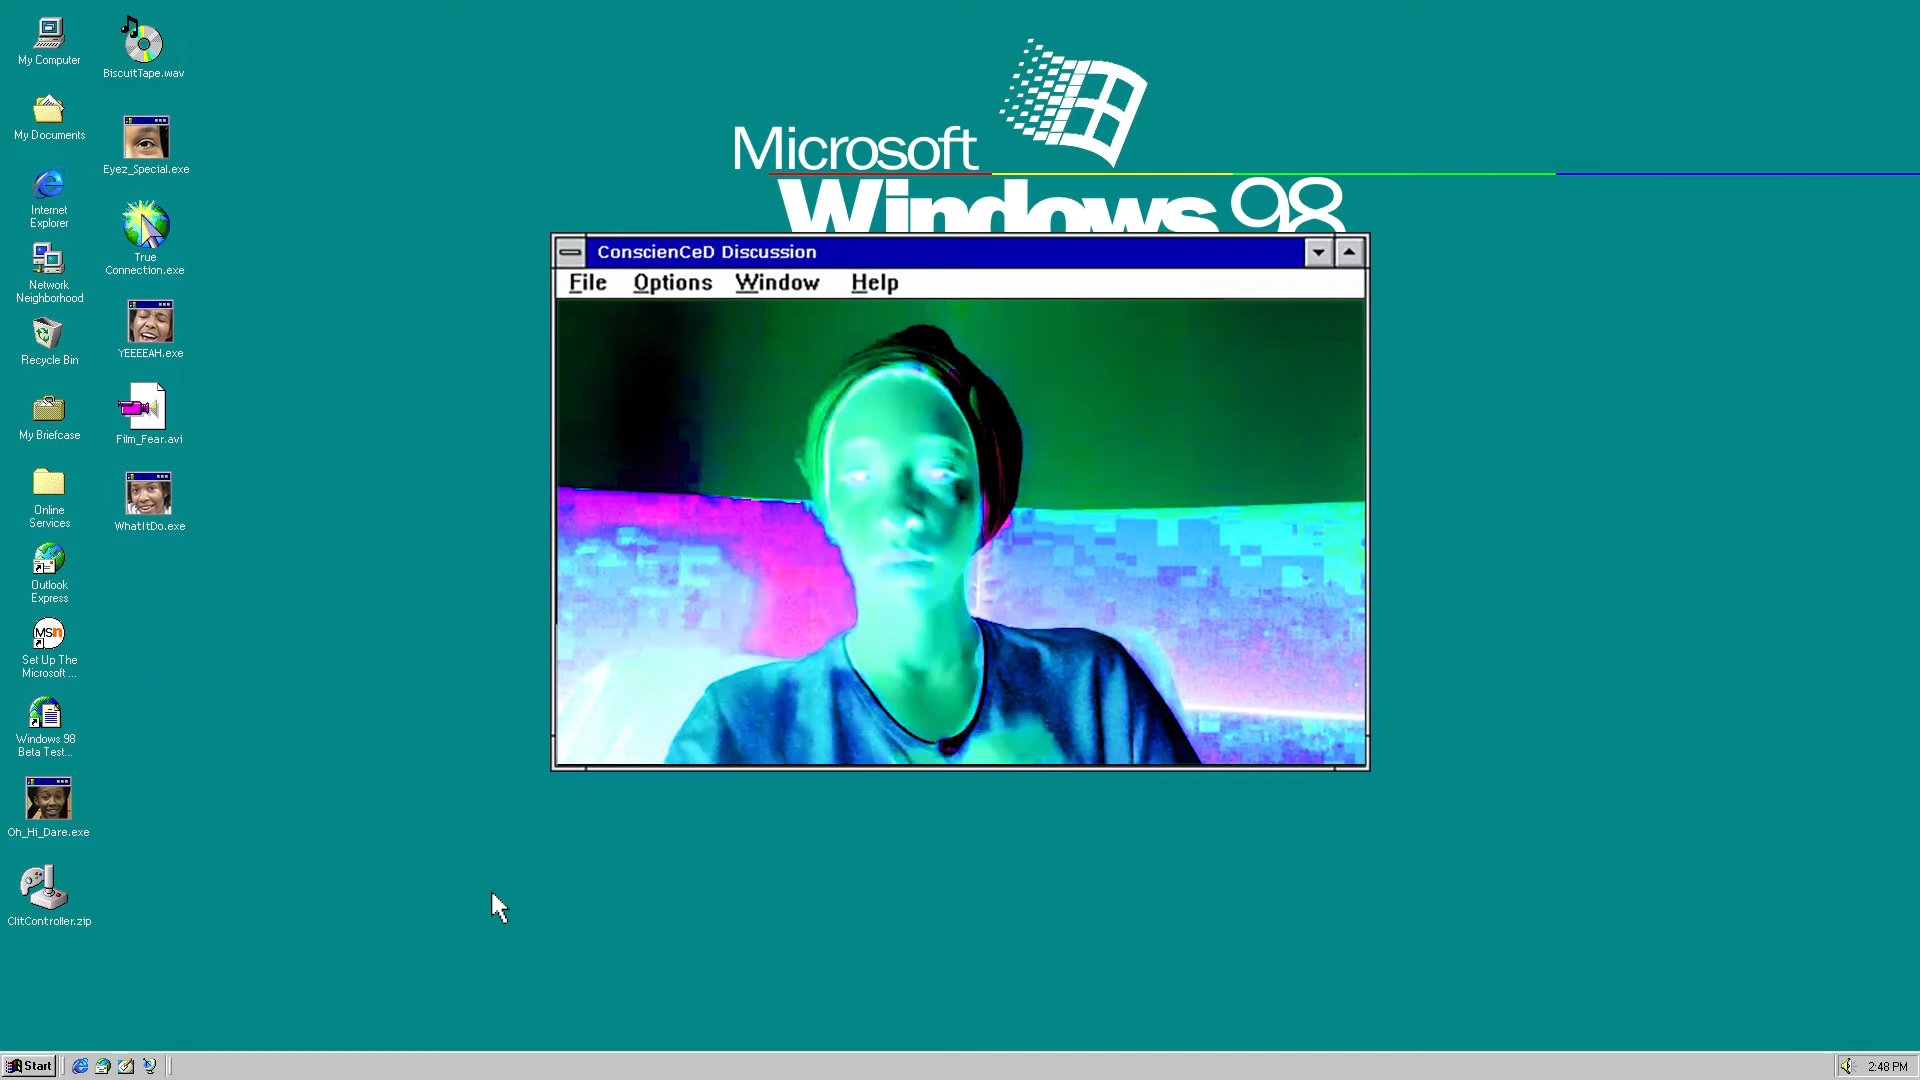 My Computer
BiscuitTape.wav
My Documents
Eyez_Special.exe
Internet
Explorer
True
Connection.exe
Network
Neighborhood
YEEEEAH.exe
Recycle Bin
Film_Fear.avi
My Briefcase
WhatItDo.exe
Online
Services
Outlook
Express
msn
Set Up The
Microsoft ...
Windows 98
Beta Test...
Oh_Hi_Dare.exe
ClitController.zip
Microsoft
Windows 98
ConscienCeD Discussion
File Options Window Help
Start
2:48 PM